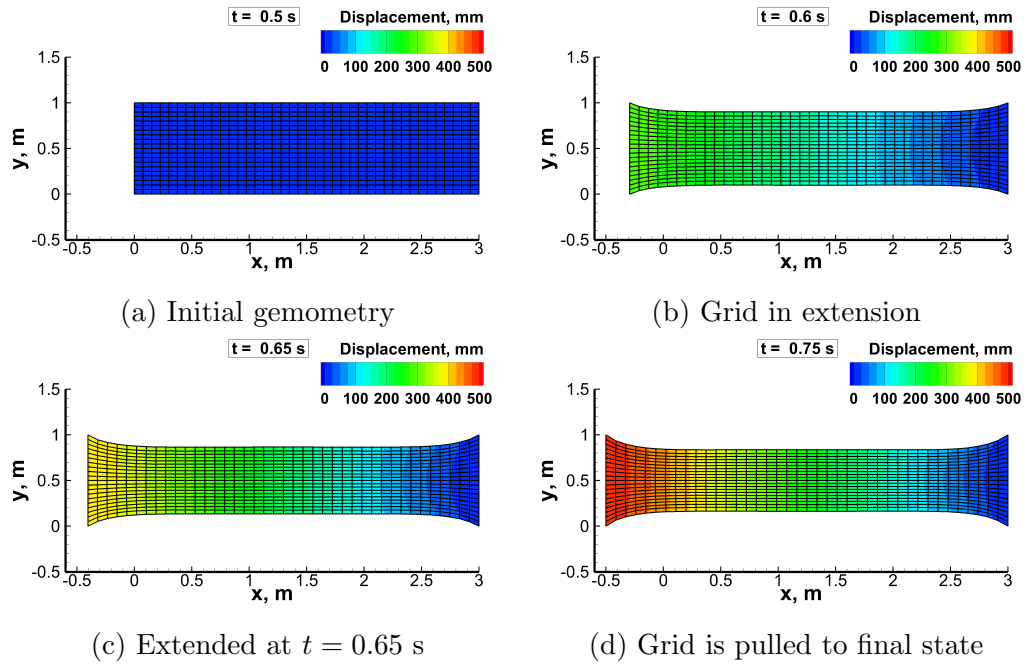 t = 0.5 s
Displacement, mm
0 100 200 300 400 500
1.5
1
0.5
0
-0.5
y, m
-0.5 0 0.5 1 1.5 2 2.5 3
x, m
(a) Initial gemometry
t = 0.6 s
Displacement, mm
0 100 200 300 400 500
1.5
1
0.5
0
-0.5
y, m
-0.5 0 0.5 1 1.5 2 2.5 3
x, m
(b) Grid in extension
t = 0.65 s
Displacement, mm
0 100 200 300 400 500
1.5
1
0.5
0
-0.5
y, m
-0.5 0 0.5 1 1.5 2 2.5 3
x, m
(c) Extended at t = 0.65 s
t = 0.75 s
Displacement, mm
0 100 200 300 400 500
1.5
1
0.5
0
-0.5
y, m
-0.5 0 0.5 1 1.5 2 2.5 3
x, m
(d) Grid is pulled to final state